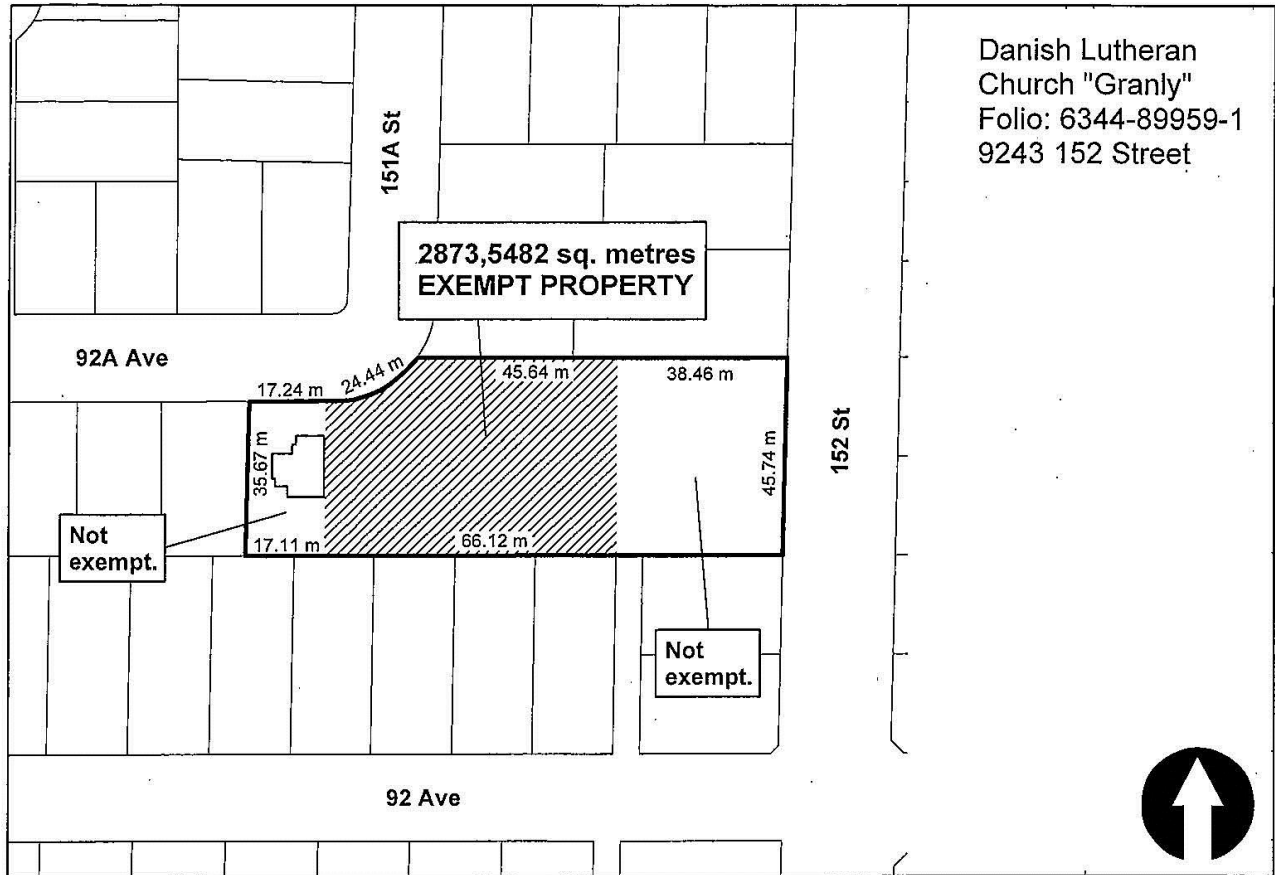 Danish Lutheran
Church "Granly"
Folio: 6344-89959-1
9243 152 Street
151A St
2873,5482 sq. metres
EXEMPT PROPERTY
92A Ave
17.24 m
24.44 m
45.64 m
38.46 m
35.67 m
45.74 m
152 St
Not
exempt.
17.11 m
66.12 m
Not
exempt.
92 Ave